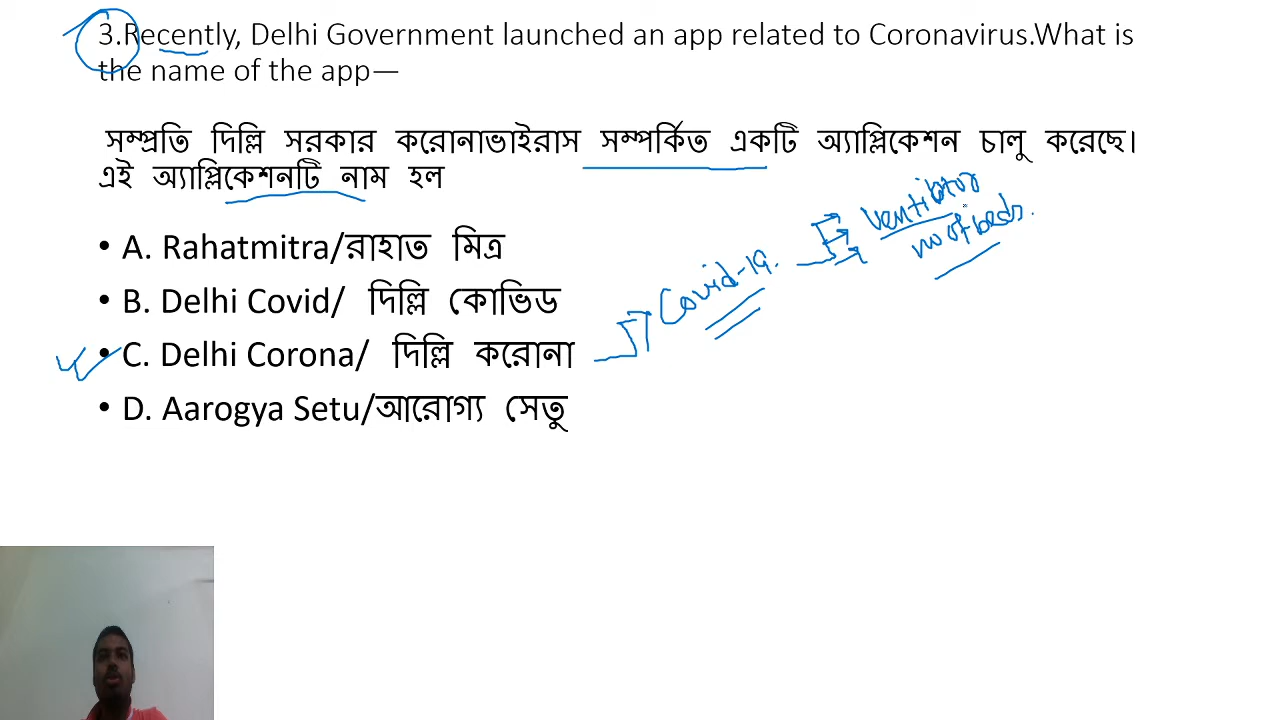 3.Recently, Delhi Government launched an app related to Coronavirus.What is
the name of the app—
সম্প্রতি দিল্লি সরকার করোনাভাইরাস সম্পর্কিত একটি অ্যাপ্লিকেশন চালু করেছে।
এই অ্যাপ্লিকেশনটি নাম হল
• A. Rahatmitra/রাহাত মিত্র
• B. Delhi Covid/ দিল্লি কোভিড
• C. Delhi Corona/ দিল্লি করোনা
• D. Aarogya Setu/আরোগ্য সেতু
Covid-19.
no of beds.